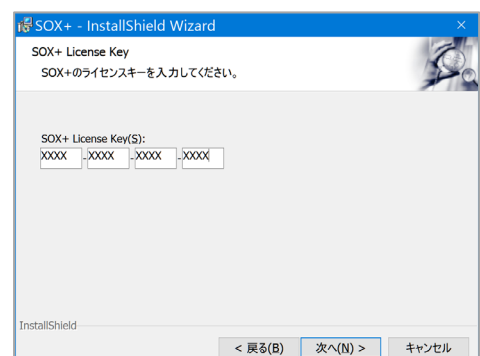 SOX+ - InstallShield Wizard
SOX+ License Key
SOX+のライセンスキーを入力してください。
SOX+ License Key(S):
XXXX - XXXX - XXXX - XXXX
InstallShield
< 戻る(B) 次へ(N) > キャンセル